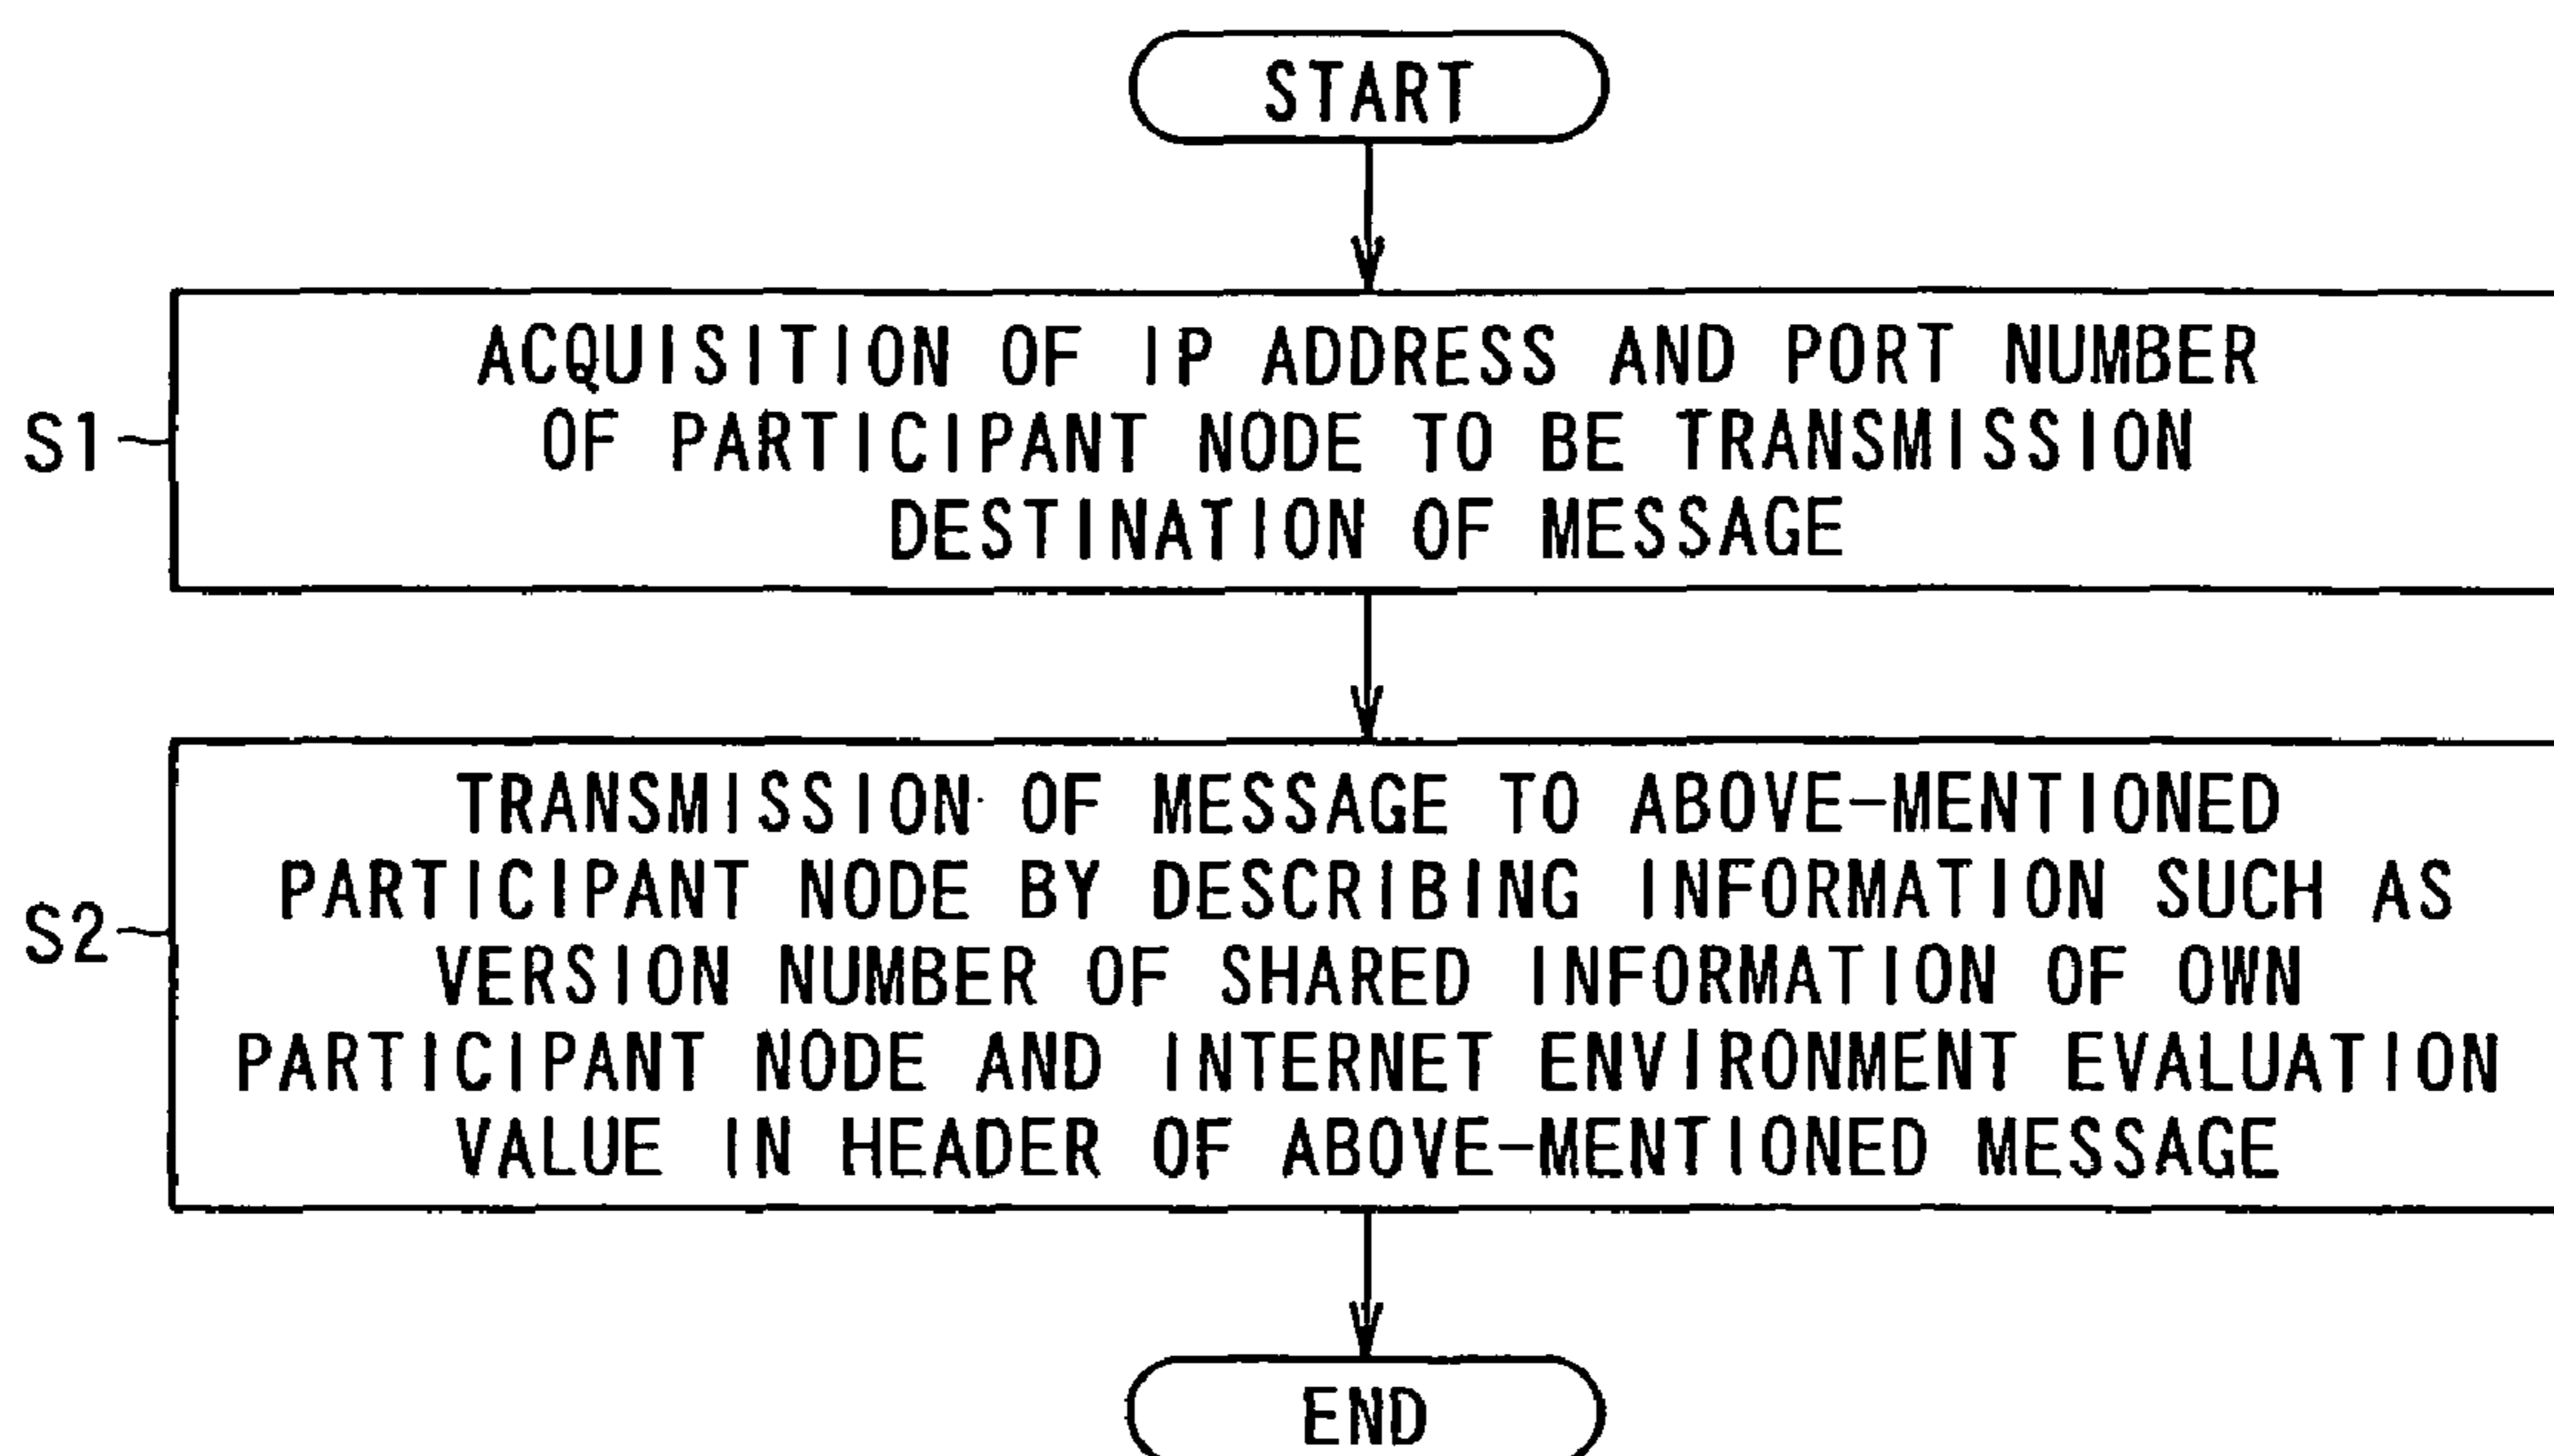 START
ACQUISITION OF IP ADDRESS AND PORT NUMBER
S1
OF PARTICIPANT NODE TO BE TRANSMISSION
DESTINATION OF MESSAGE
TRANSMISSION OF MESSAGE TO ABOVE-MENTIONED
PARTICIPANT NODE BY DESCRIBING INFORMATION SUCH AS
S2
VERSION NUMBER OF SHARED INFORMATION OF OWN
PARTICIPANT NODE AND INTERNET ENVIRONMENT EVALUATION
VALUE IN HEADER OF ABOVE-MENTIONED MESSAGE
END